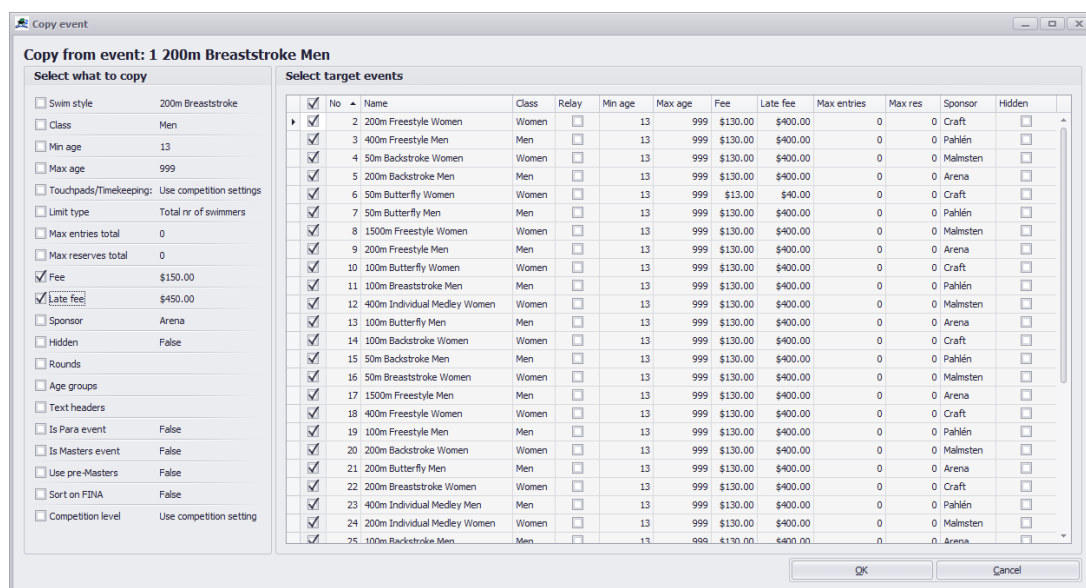 Copy event
Copy from event: 1 200m Breaststroke Men
Select what to copy
Swim style 200m Breaststroke
Class Men
Min age 13
Max age 999
Touchpads/Timekeeping: Use competition settings
Limit type Total nr of swimmers
Max entries total 0
Max reserves total 0
Fee $150.00
Late fee $450.00
Sponsor Arena
Hidden False
Rounds
Age groups
Text headers
Is Para event False
Is Masters event False
Use pre-Masters False
Sort on FINA False
Competition level Use competition setting
Select target events
No Name Class Relay Min age Max age Fee Late fee Max entries Max res Sponsor Hidden
2 200m Freestyle Women Women 13 999 $130.00 $400.00 0 0 Craft
3 400m Freestyle Men Men 13 999 $130.00 $400.00 0 0 Pahlén
4 50m Backstroke Women Women 13 999 $130.00 $400.00 0 0 Malmsten
5 200m Backstroke Men Men 13 999 $130.00 $400.00 0 0 Arena
6 50m Butterfly Women Women 13 999 $13.00 $40.00 0 0 Craft
7 50m Butterfly Men Men 13 999 $130.00 $400.00 0 0 Pahlén
8 1500m Freestyle Women Women 13 999 $130.00 $400.00 0 0 Malmsten
9 200m Freestyle Men Men 13 999 $130.00 $400.00 0 0 Arena
10 100m Butterfly Women Women 13 999 $130.00 $400.00 0 0 Craft
11 100m Breaststroke Men Men 13 999 $130.00 $400.00 0 0 Pahlén
12 400m Individual Medley Women Women 13 999 $130.00 $400.00 0 0 Malmsten
13 100m Butterfly Men Men 13 999 $130.00 $400.00 0 0 Arena
14 100m Backstroke Women Women 13 999 $130.00 $400.00 0 0 Craft
15 50m Backstroke Men Men 13 999 $130.00 $400.00 0 0 Pahlén
16 50m Breaststroke Women Women 13 999 $130.00 $400.00 0 0 Malmsten
17 1500m Freestyle Men Men 13 999 $130.00 $400.00 0 0 Arena
18 400m Freestyle Women Women 13 999 $130.00 $400.00 0 0 Craft
19 100m Freestyle Men Men 13 999 $130.00 $400.00 0 0 Pahlén
20 200m Backstroke Women Women 13 999 $130.00 $400.00 0 0 Malmsten
21 200m Butterfly Men Men 13 999 $130.00 $400.00 0 0 Arena
22 200m Breaststroke Women Women 13 999 $130.00 $400.00 0 0 Craft
23 400m Individual Medley Men Men 13 999 $130.00 $400.00 0 0 Pahlén
24 200m Individual Medley Women Women 13 999 $130.00 $400.00 0 0 Malmsten
25 100m Backstroke Men Men 13 999 $130.00 $400.00 0 0 Arena
OK Cancel